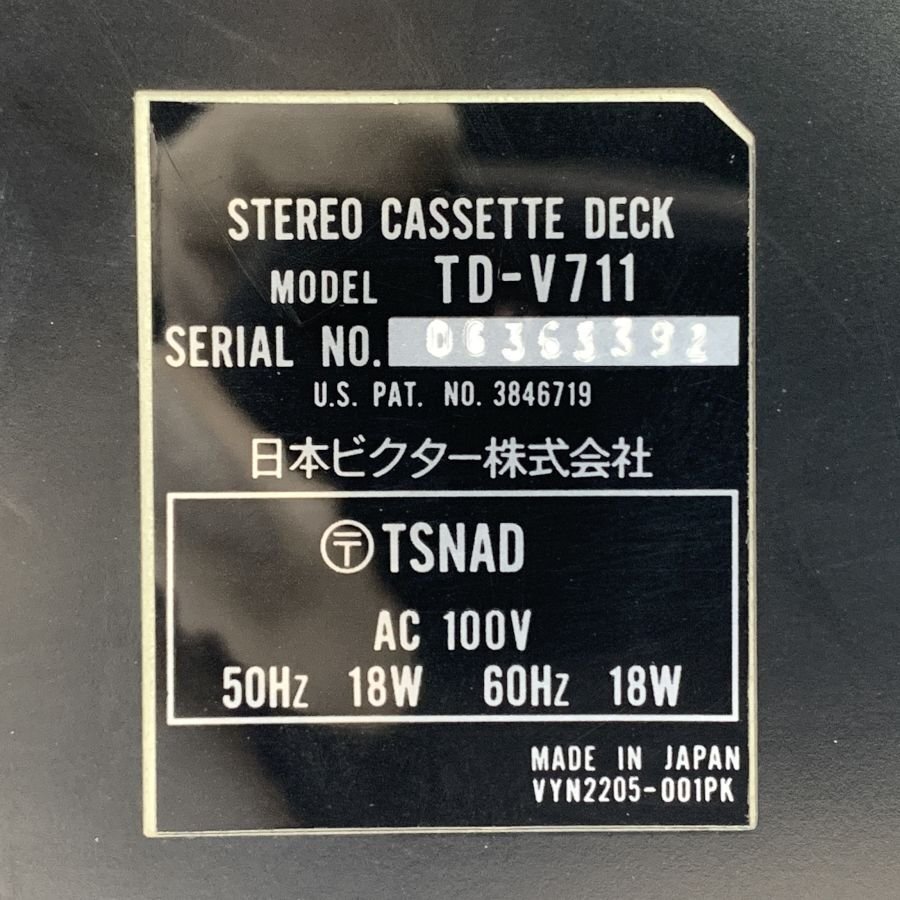 STEREO CASSETTE DECK
MODEL TD-V711
SERIAL NO. 06363392
U.S. PAT. NO. 3846719
日本ビクター株式会社
〶 TSNAD
AC 100V
50Hz 18W 60Hz 18W
MADE IN JAPAN
VYN2205-001PK